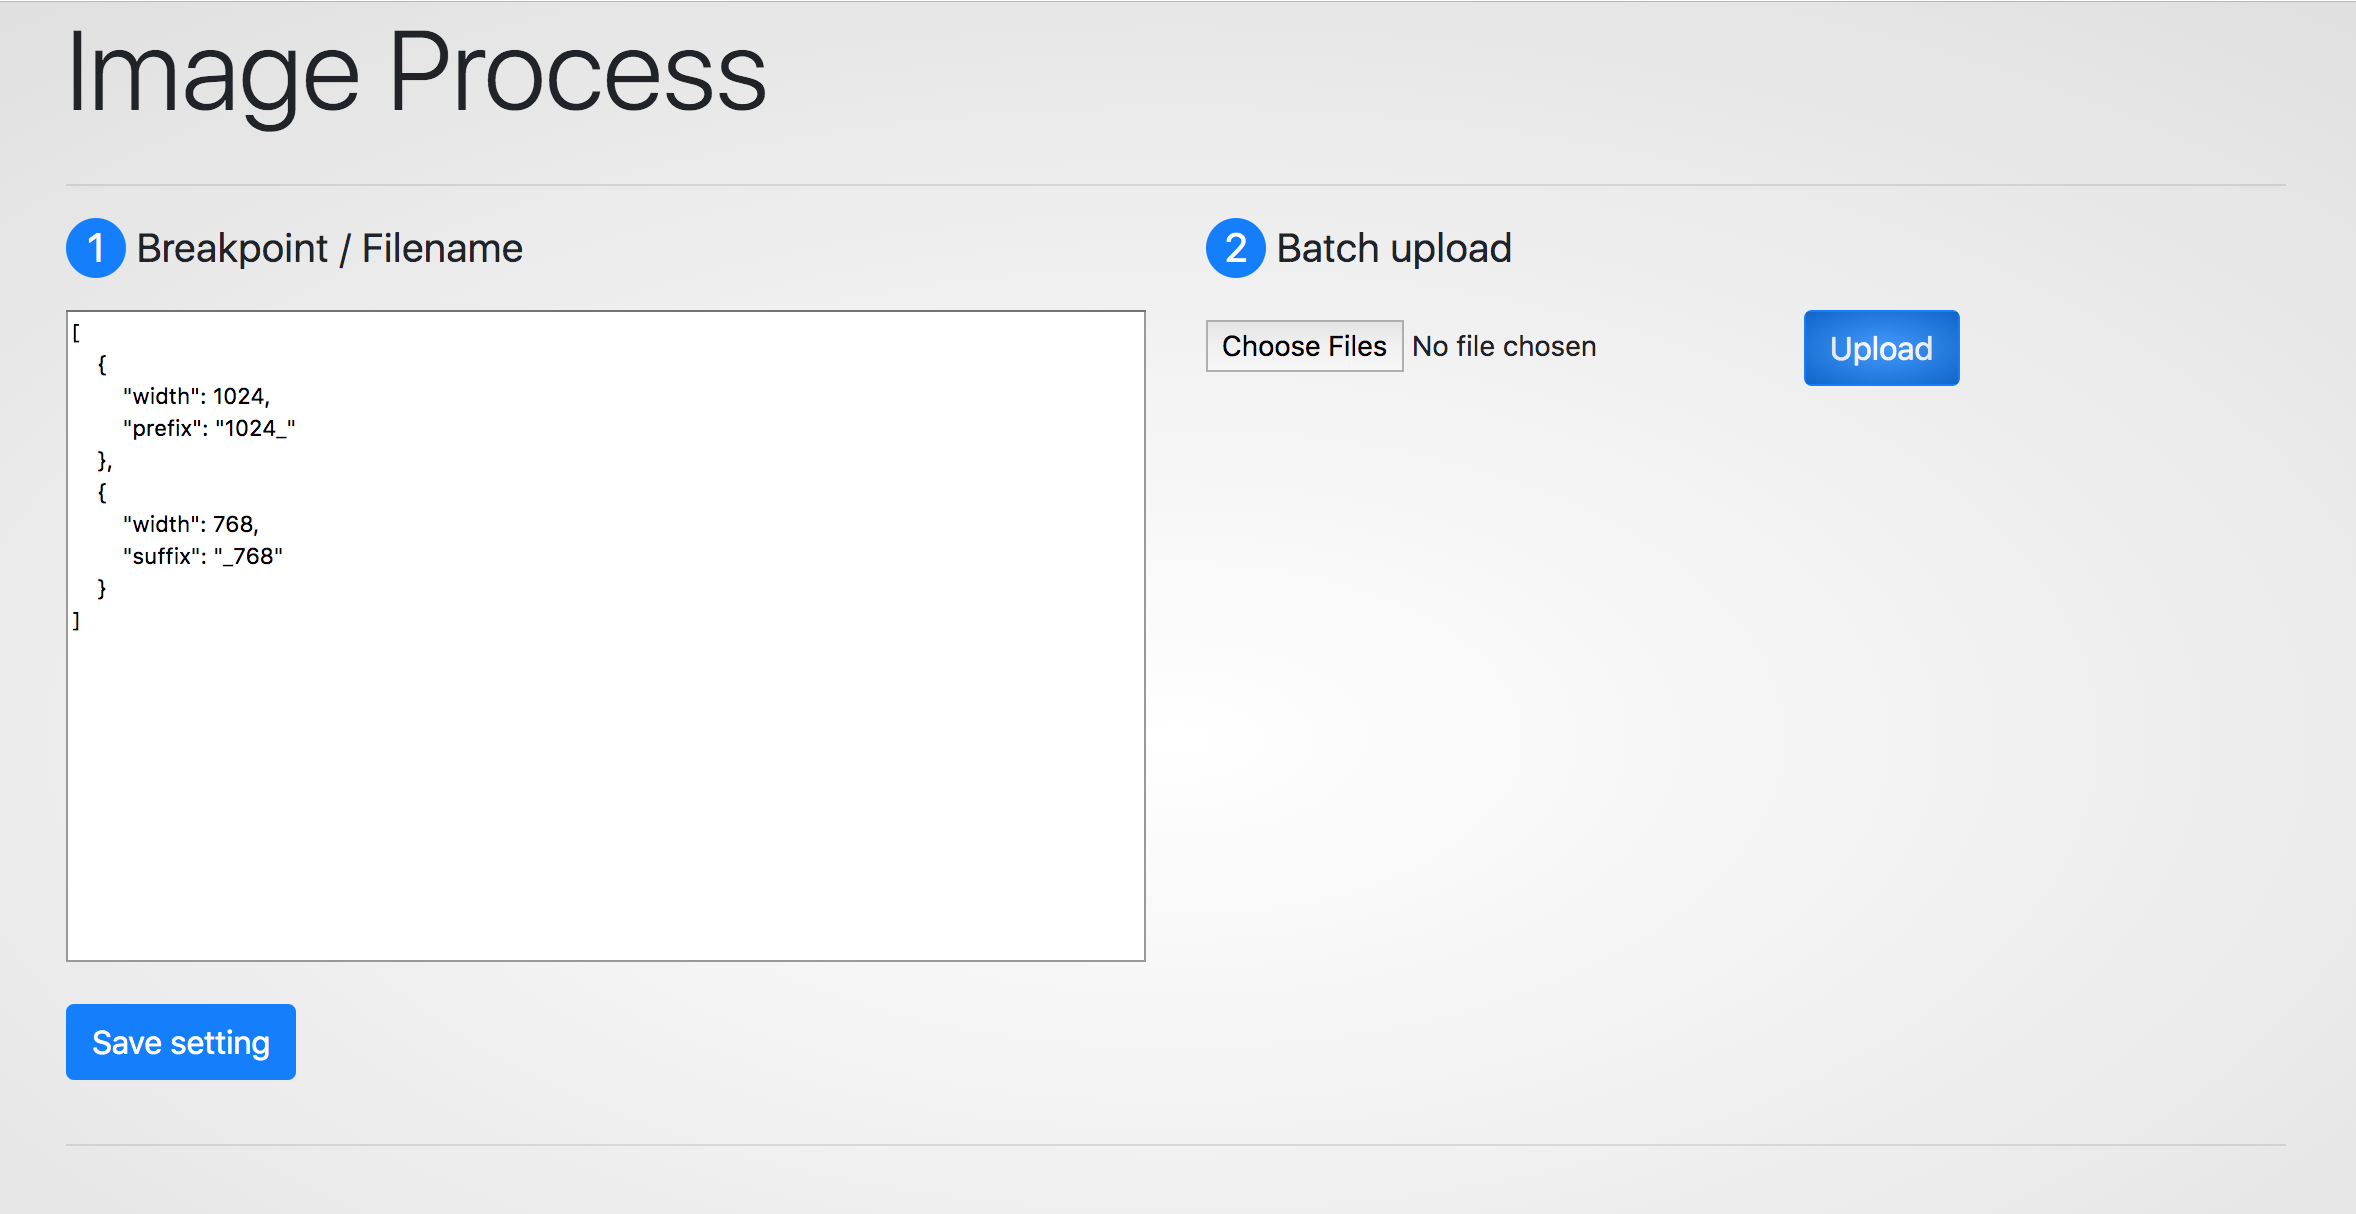 Image Process
1 Breakpoint / Filename
[
{
"width": 1024,
"prefix": "1024_"
},
{
"width": 768,
"suffix": "_768"
}
]
Save setting
2 Batch upload
Choose Files No file chosen
Upload